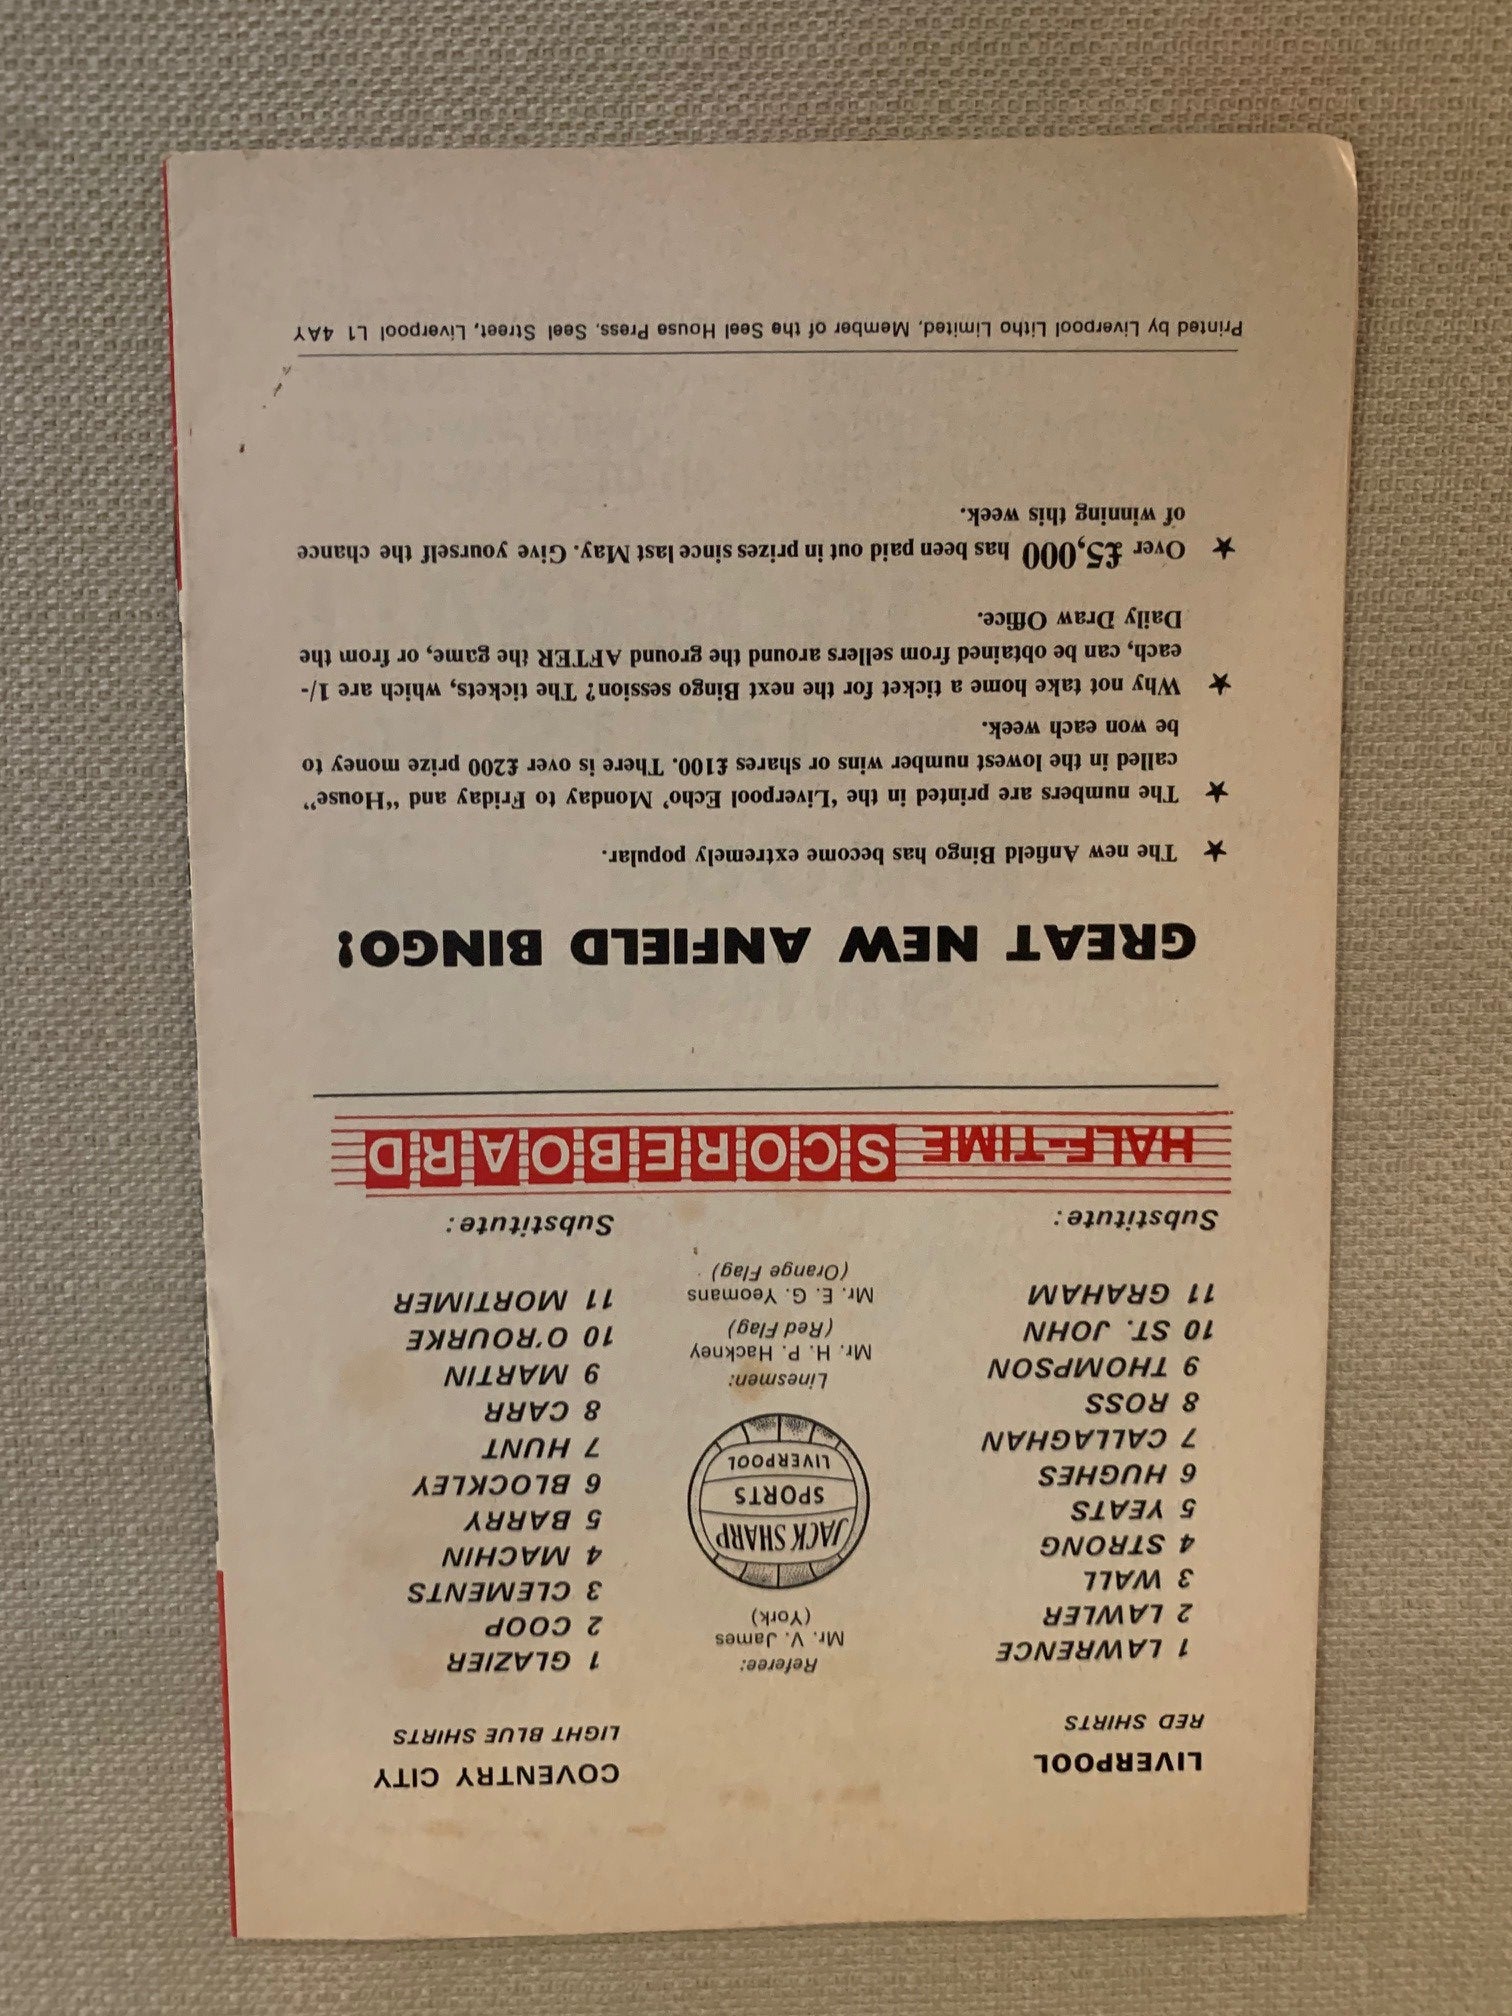 LIVERPOOL
RED SHIRTS
1 LAWRENCE
2 LAWLER
3 WALL
4 STRONG
5 YEATS
6 HUGHES
7 CALLAGHAN
8 ROSS
9 THOMPSON
10 ST. JOHN
11 GRAHAM
Substitute:
Referee:
Mr. V. James
(York)
JACK SHARP
SPORTS
LIVERPOOL
Linesmen:
Mr. H. P. Hackney
(Red Flag)
Mr. E. G. Yeomans
(Orange Flag)
COVENTRY CITY
LIGHT BLUE SHIRTS
1 GLAZIER
2 COOP
3 CLEMENTS
4 MACHIN
5 BARRY
6 BLOCKLEY
7 HUNT
8 CARR
9 MARTIN
10 O'ROURKE
11 MORTIMER
Substitute:
HALF-TIME SCOREBOARD
GREAT NEW ANFIELD BINGO!
★ The new Anfield Bingo has become extremely popular.
★ The numbers are printed in the ‘Liverpool Echo’ Monday to Friday and “House”
called in the lowest number wins or shares £100. There is over £200 prize money to
be won each week.
★ Why not take home a ticket for the next Bingo session? The tickets, which are 1/-
each, can be obtained from sellers around the ground AFTER the game, or from the
Daily Draw Office.
★ Over £5,000 has been paid out in prizes since last May. Give yourself the chance
of winning this week.
Printed by Liverpool Litho Limited, Member of the Seel House Press, Seel Street, Liverpool L1 4AY